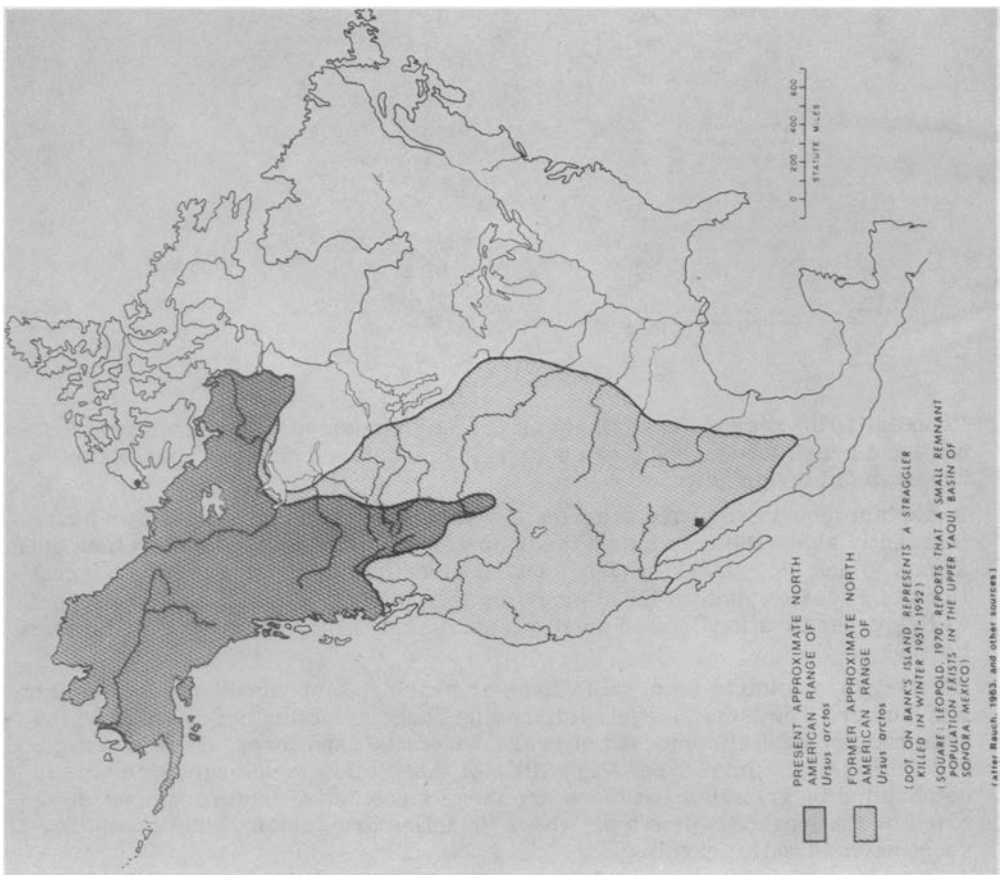 600
400
200
0
STATUTE MILES
PRESENT APPROXIMATE NORTH
AMERICAN RANGE OF
Ursus arctos
FORMER APPROXIMATE NORTH
AMERICAN RANGE OF
Ursus arctos
(DOT ON BANK'S ISLAND REPRESENTS A STRAGGLER
KILLED IN WINTER 1951-1952)
(SQUARE: LEOPOLD, 1970: REPORTS THAT A SMALL REMNANT
POPULATION EXISTS IN THE UPPER YAQUI BASIN OF
SONORA, MEXICO)
(after Rauch, 1963, and other sources)